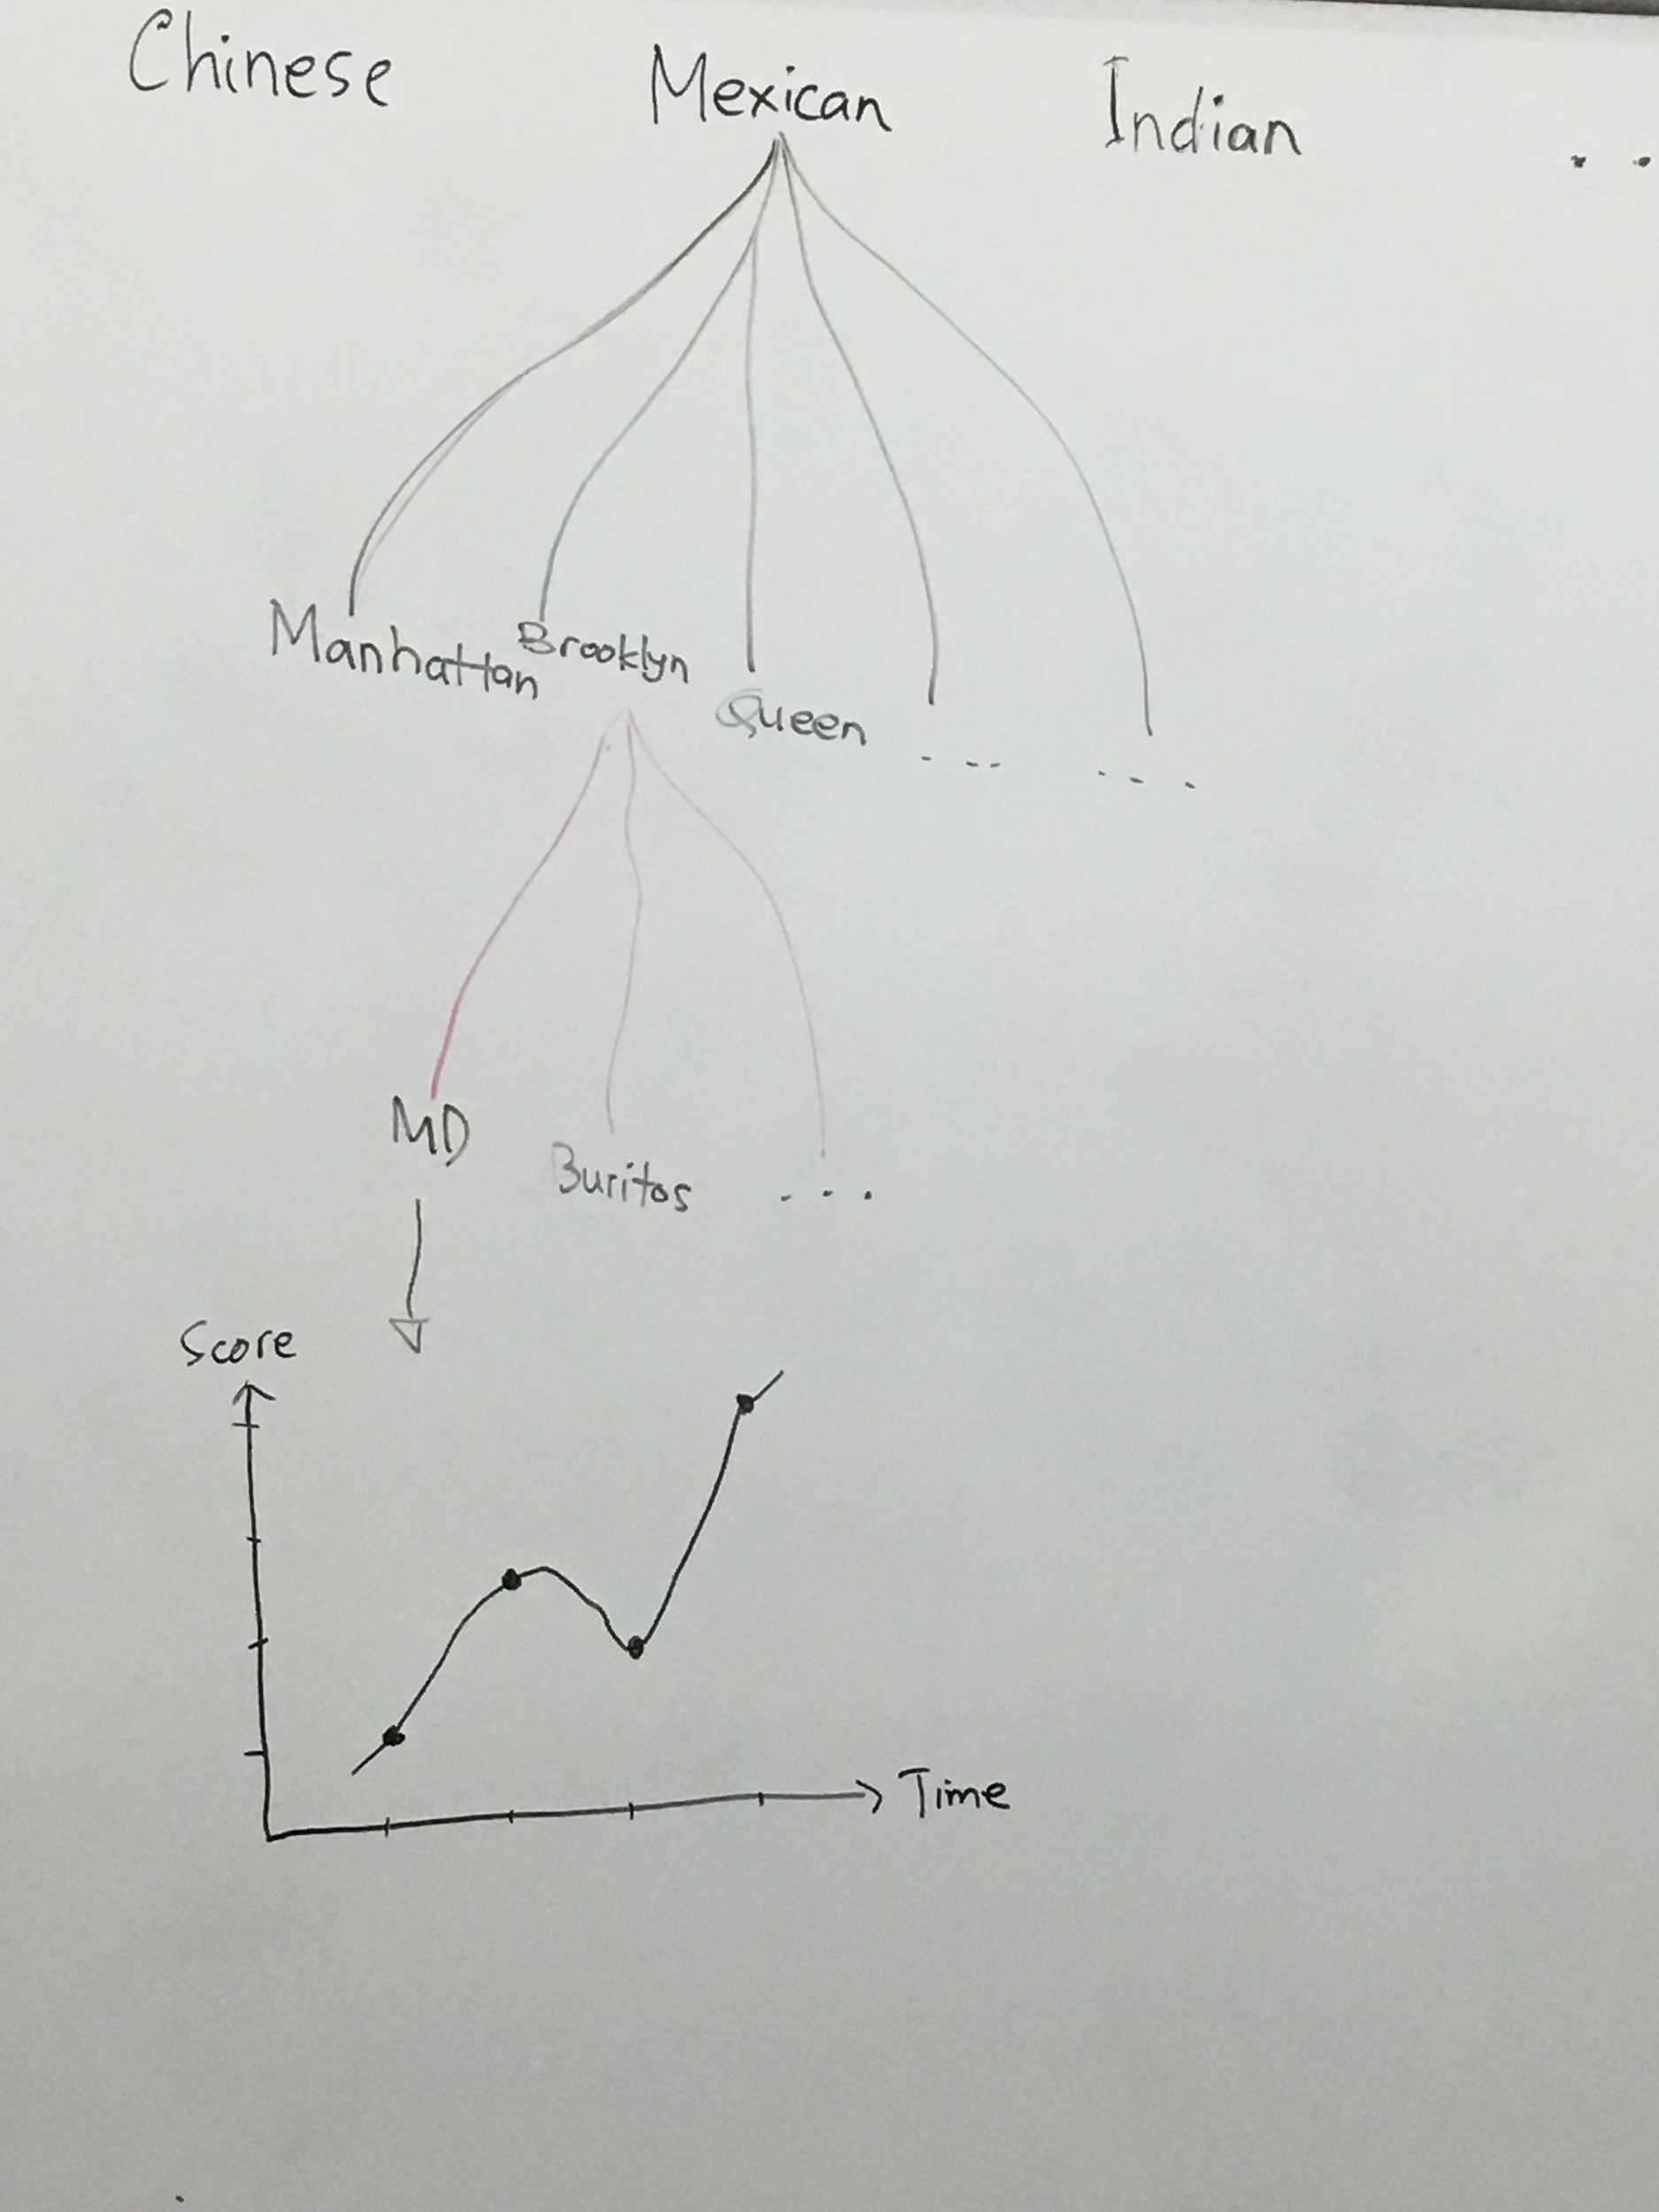 Chinese Mexican Indian ..
Manhattan Brooklyn Queen ... ...
MD Buritos ...
Score
Time